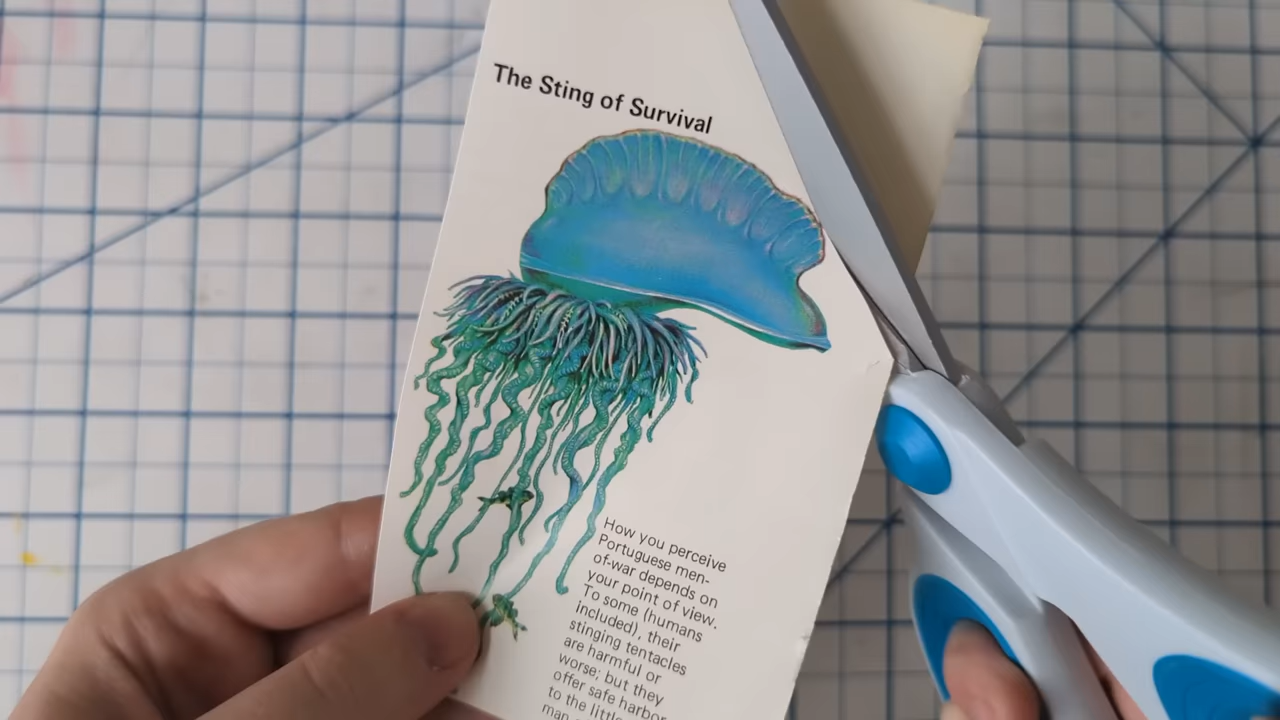 The Sting of Survival
How you perceive
Portuguese men-
of-war depends on
your point of view.
To some (humans
included), their
stinging tentacles
are harmful or
worse; but they
offer safe harbor
to the little